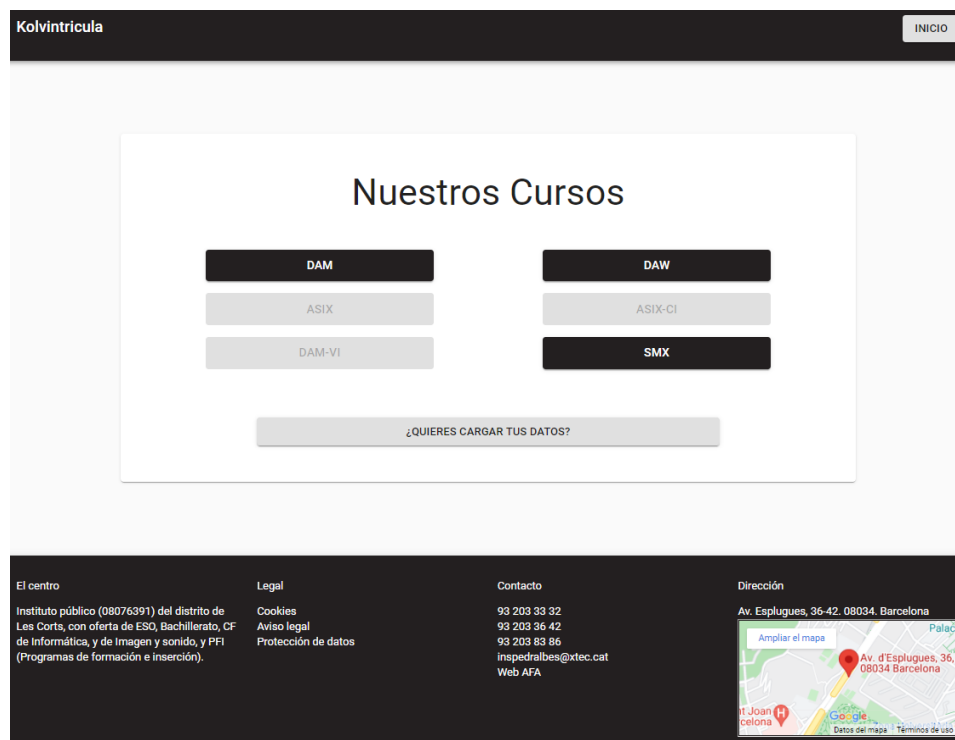 Kolvintricula
INICIO
Nuestros Cursos
DAM
DAW
ASIX
ASIX-CI
DAM-VI
SMX
¿QUIERES CARGAR TUS DATOS?
El centro
Instituto público (08076391) del distrito de
Les Corts, con oferta de ESO, Bachillerato, CF
de Informática, y de Imagen y sonido, y PFI
(Programas de formación e inserción).
Legal
Cookies
Aviso legal
Protección de datos
Contacto
93 203 33 32
93 203 36 42
93 203 83 86
inspedralbes@xtec.cat
Web AFA
Dirección
Av. Esplugues, 36-42. 08034. Barcelona
Ampliar el mapa
Palac
Av. d'Esplugues, 36,
08034 Barcelona
t Joan
celona
Google
Datos del mapa
Términos de uso